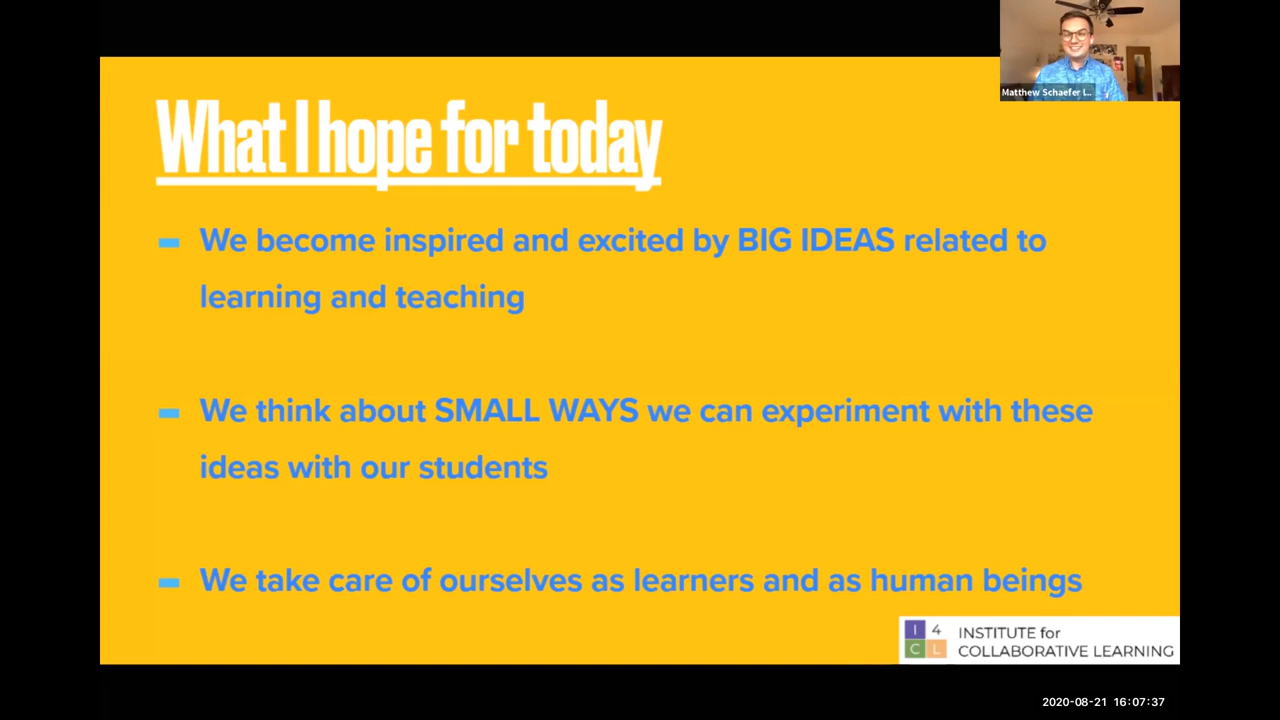 Matthew Schaefer L...
What I hope for today
We become inspired and excited by BIG IDEAS related to
learning and teaching
We think about SMALL WAYS we can experiment with these
ideas with our students
We take care of ourselves as learners and as human beings
I 4
C L
INSTITUTE for
COLLABORATIVE LEARNING
2020-08-21 16:07:37